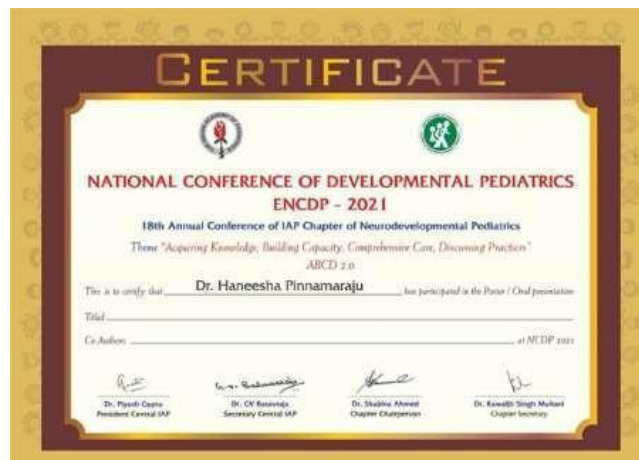 CERTIFICATE
NATIONAL CONFERENCE OF DEVELOPMENTAL PEDIATRICS
ENCDP - 2021
18th Annual Conference of IAP Chapter of Neurodevelopmental Pediatrics
Theme "Acquring Knowledge, Building Capacity, Comprehensive Care, Discussing Practices"
ABCD 2.0
This is to certify that Dr. Haneesha Pinnamaraju has participated in the Poster / Oral presentation
Titled
Co Authors at NCDP 2021
Dr. Piyush Gupta Dr. GV Basavraja Dr. Shabina Ahmed Dr. Kawaljit Singh Multani
President Central IAP Secretary Central IAP Chapter Chairperson Chapter Secretary